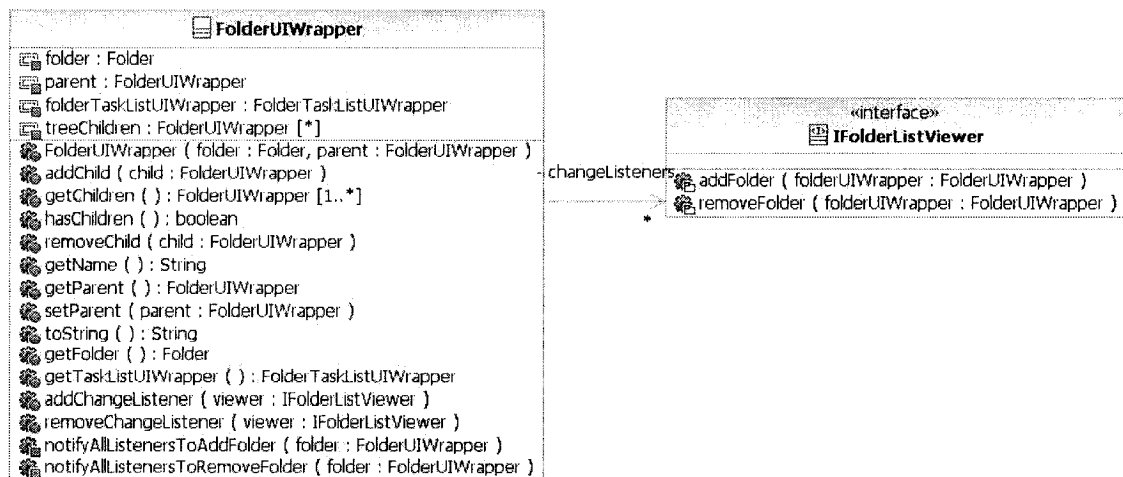 FolderUIWrapper
folder : Folder
parent : FolderUIWrapper
folderTaskListUIWrapper : FolderTaskListUIWrapper
treeChildren : FolderUIWrapper [*]
FolderUIWrapper ( folder : Folder, parent : FolderUIWrapper )
addChild ( child : FolderUIWrapper )
getChildren ( ) : FolderUIWrapper [1..*]
hasChildren ( ) : boolean
removeChild ( child : FolderUIWrapper )
getName ( ) : String
getParent ( ) : FolderUIWrapper
setParent ( parent : FolderUIWrapper )
toString ( ) : String
getFolder ( ) : Folder
getTaskListUIWrapper ( ) : FolderTaskListUIWrapper
addChangeListener ( viewer : IFolderListViewer )
removeChangeListener ( viewer : IFolderListViewer )
notifyAllListenersToAddFolder ( folder : FolderUIWrapper )
notifyAllListenersToRemoveFolder ( folder : FolderUIWrapper )
- changeListeners
*
«interface»
IFolderListViewer
addFolder ( folderWrapper : FolderUIWrapper )
removeFolder ( folderWrapper : FolderUIWrapper )